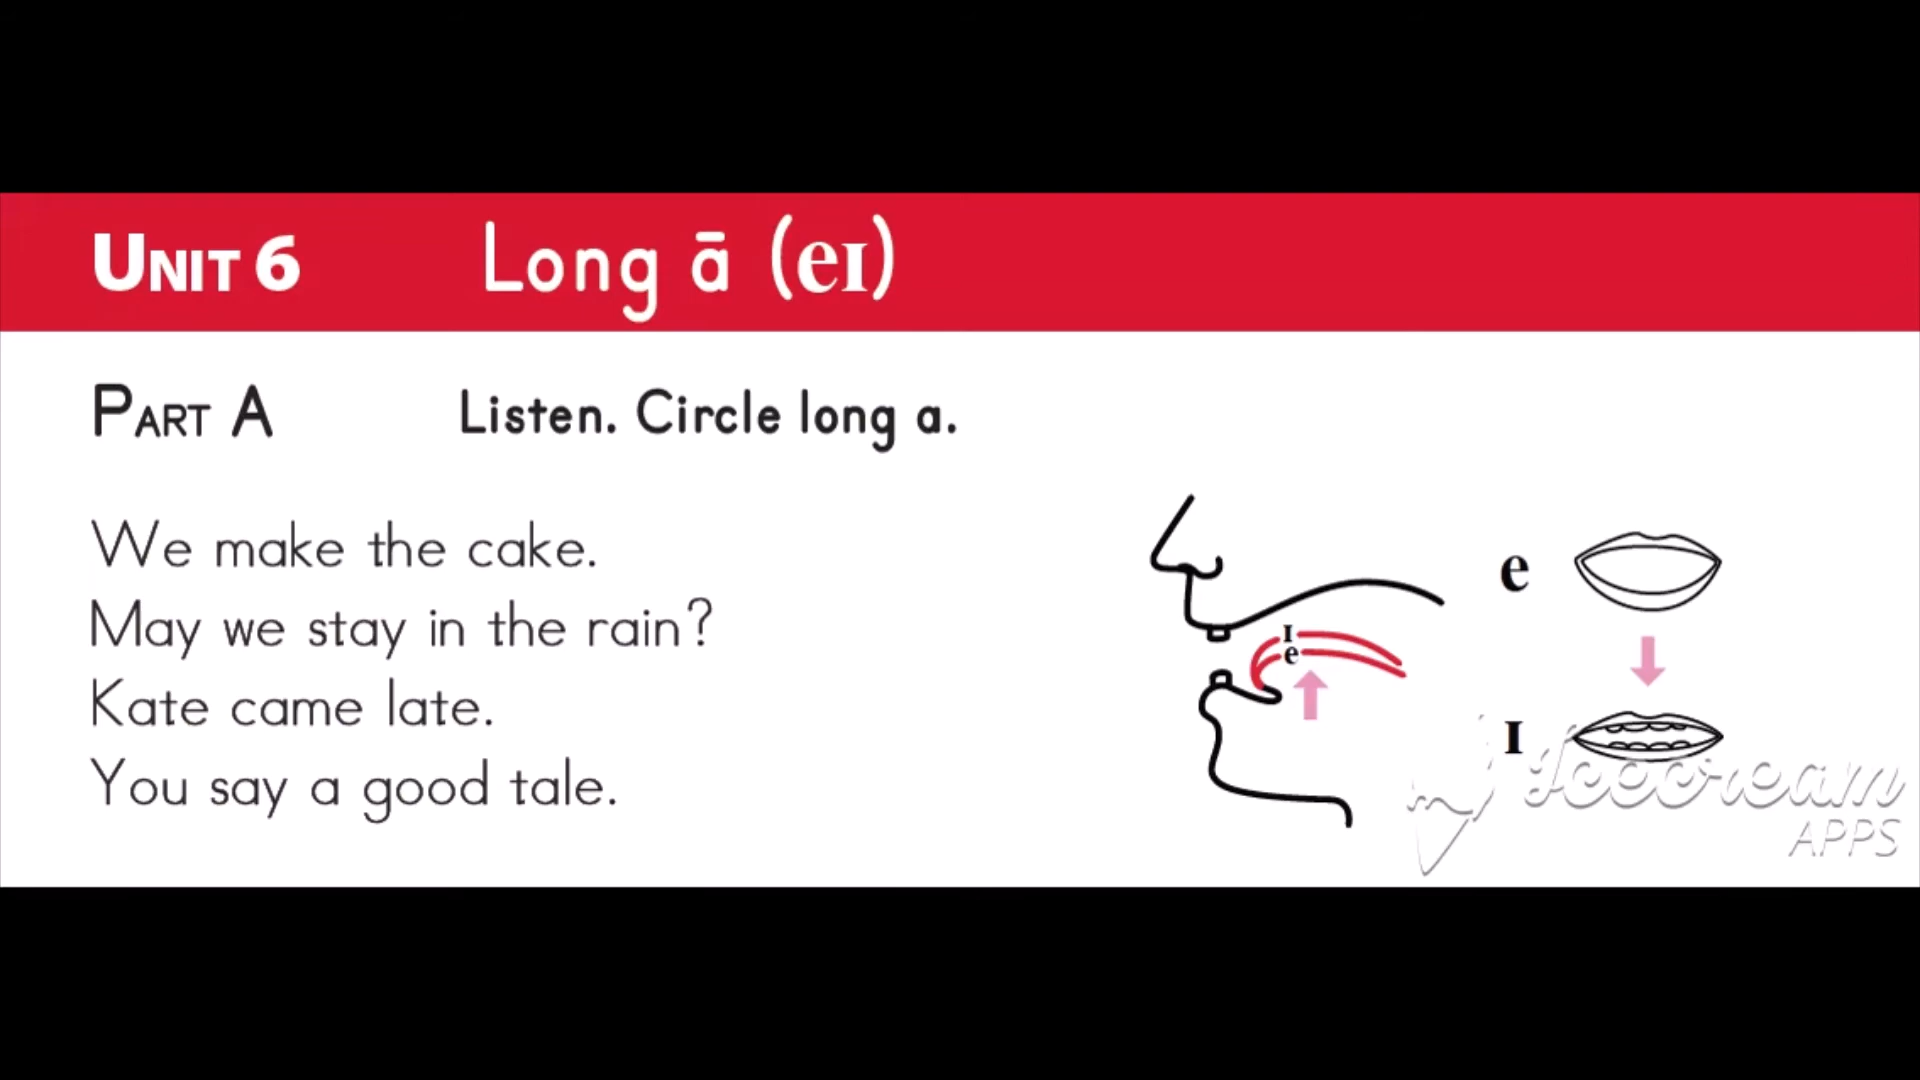 UNIT 6 Long ā (eɪ)
PART A Listen. Circle long a.
We make the cake.
May we stay in the rain?
Kate came late.
You say a good tale.
e
ɪ
e
ɪ
Icecream
APPS